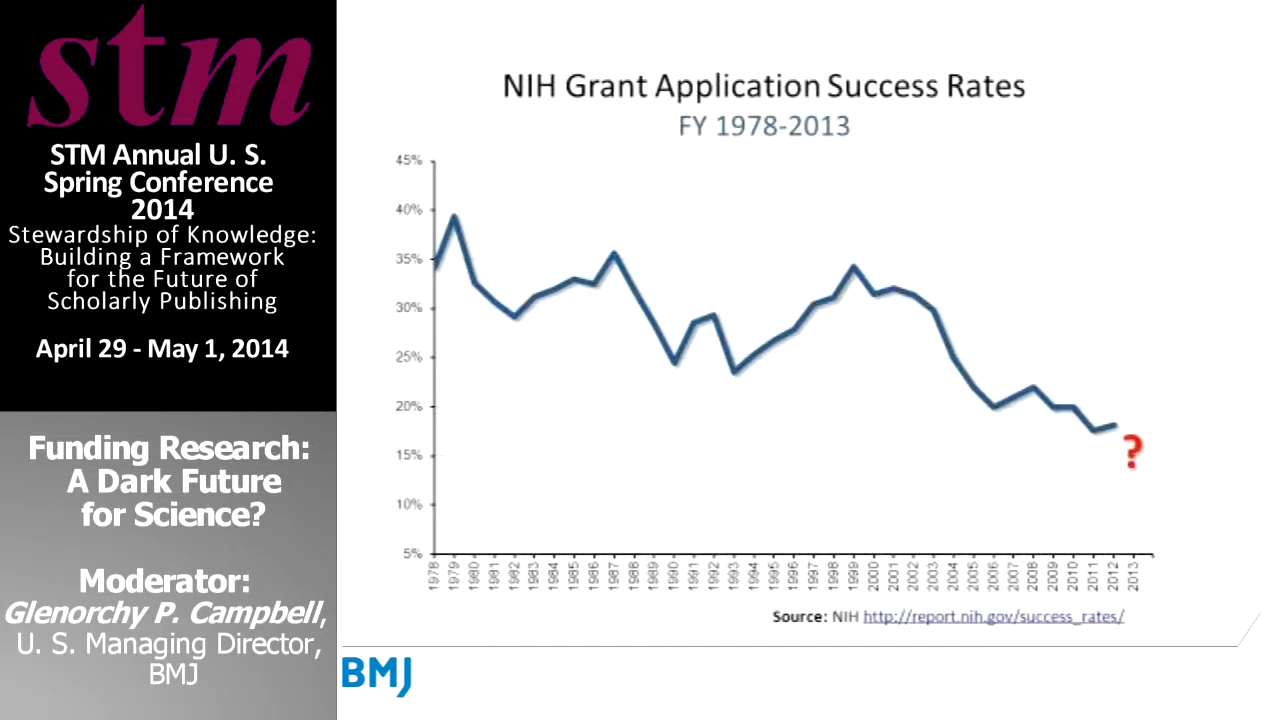 stm
STM Annual U. S.
Spring Conference
2014
Stewardship of Knowledge:
Building a Framework
for the Future of
Scholarly Publishing
April 29 - May 1, 2014
Funding Research:
A Dark Future
for Science?
Moderator:
Glenorchy P. Campbell,
U. S. Managing Director,
BMJ
NIH Grant Application Success Rates
FY 1978-2013
45%
40%
35%
30%
25%
20%
15%
10%
5%
?
1978 1979 1980 1981 1982 1983 1984 1985 1986 1987 1988 1989 1990 1991 1992 1993 1994 1995 1996 1997 1998 1999 2000 2001 2002 2003 2004 2005 2006 2007 2008 2009 2010 2011 2012 2013
Source: NIH http://report.nih.gov/success_rates/
BMJ